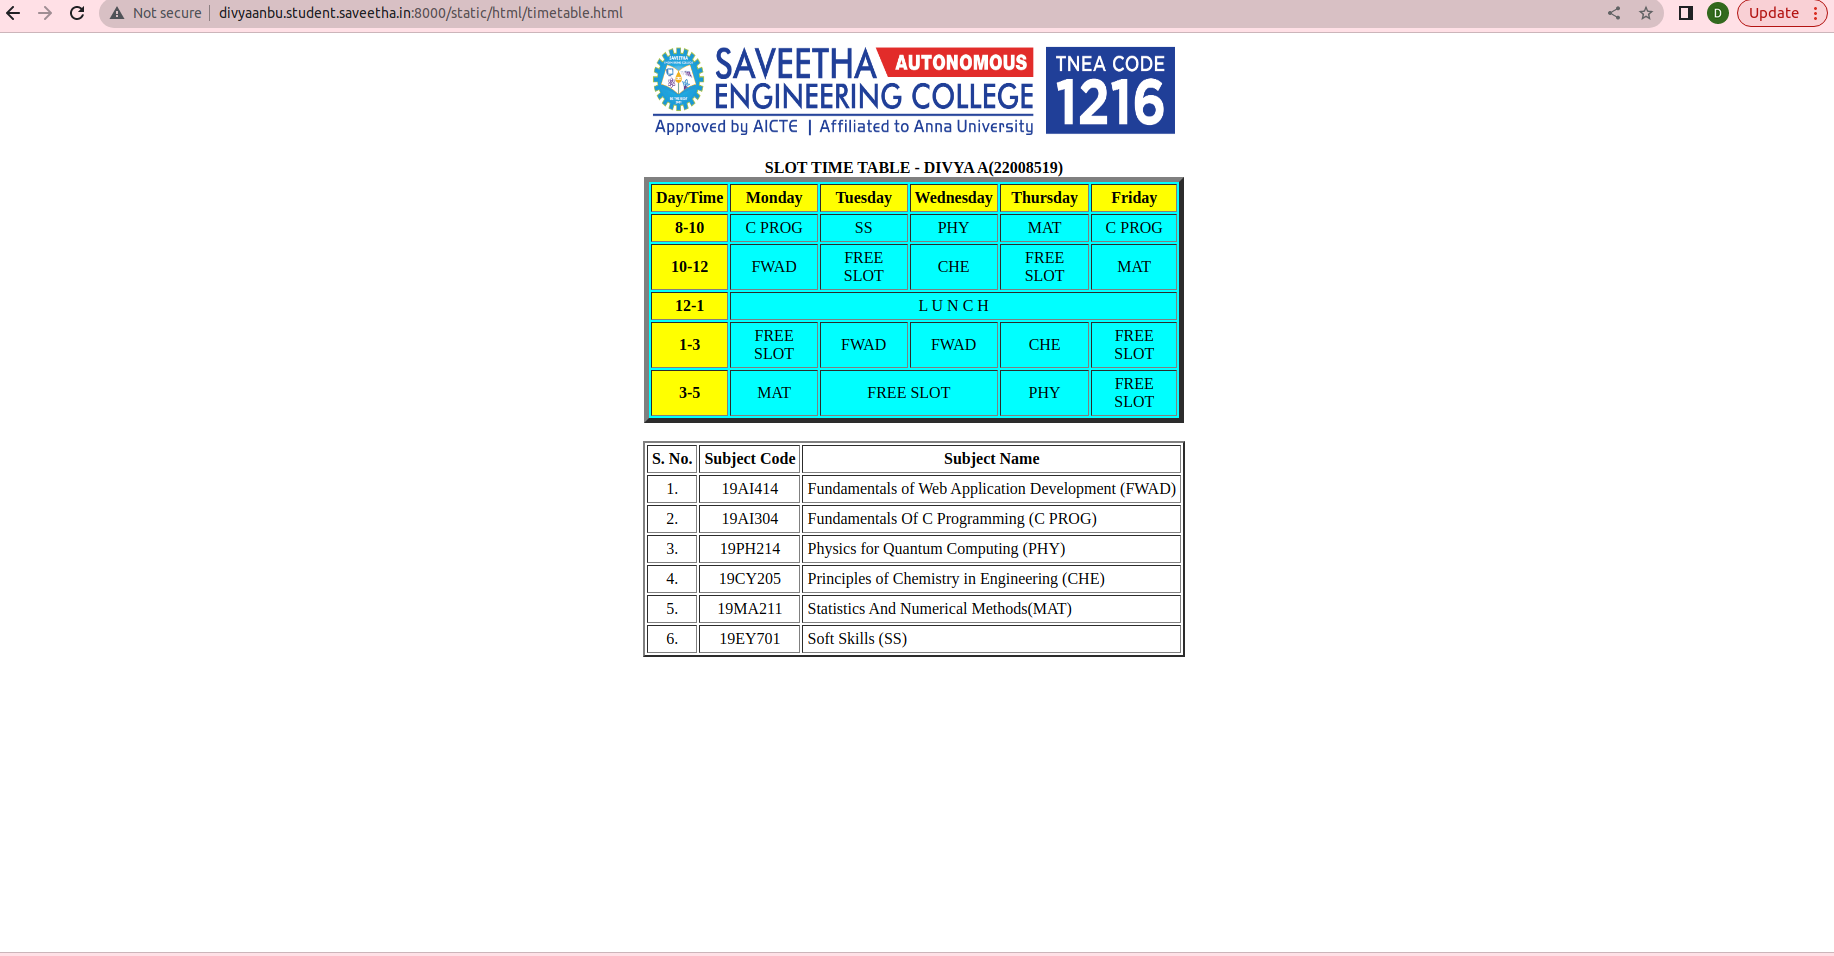 Not secure | divyaanbu.student.saveetha.in:8000/static/html/timetable.html D Update
SAVEETHA AUTONOMOUS
ENGINEERING COLLEGE
Approved by AICTE | Affiliated to Anna University
TNEA CODE
1216
SLOT TIME TABLE - DIVYA A(22008519)
Day/Time Monday Tuesday Wednesday Thursday Friday
8-10 C PROG SS PHY MAT C PROG
10-12 FWAD FREE SLOT CHE FREE SLOT MAT
12-1 L U N C H
1-3 FREE SLOT FWAD FWAD CHE FREE SLOT
3-5 MAT FREE SLOT PHY FREE SLOT
S. No. Subject Code Subject Name
1. 19AI414 Fundamentals of Web Application Development (FWAD)
2. 19AI304 Fundamentals Of C Programming (C PROG)
3. 19PH214 Physics for Quantum Computing (PHY)
4. 19CY205 Principles of Chemistry in Engineering (CHE)
5. 19MA211 Statistics And Numerical Methods(MAT)
6. 19EY701 Soft Skills (SS)